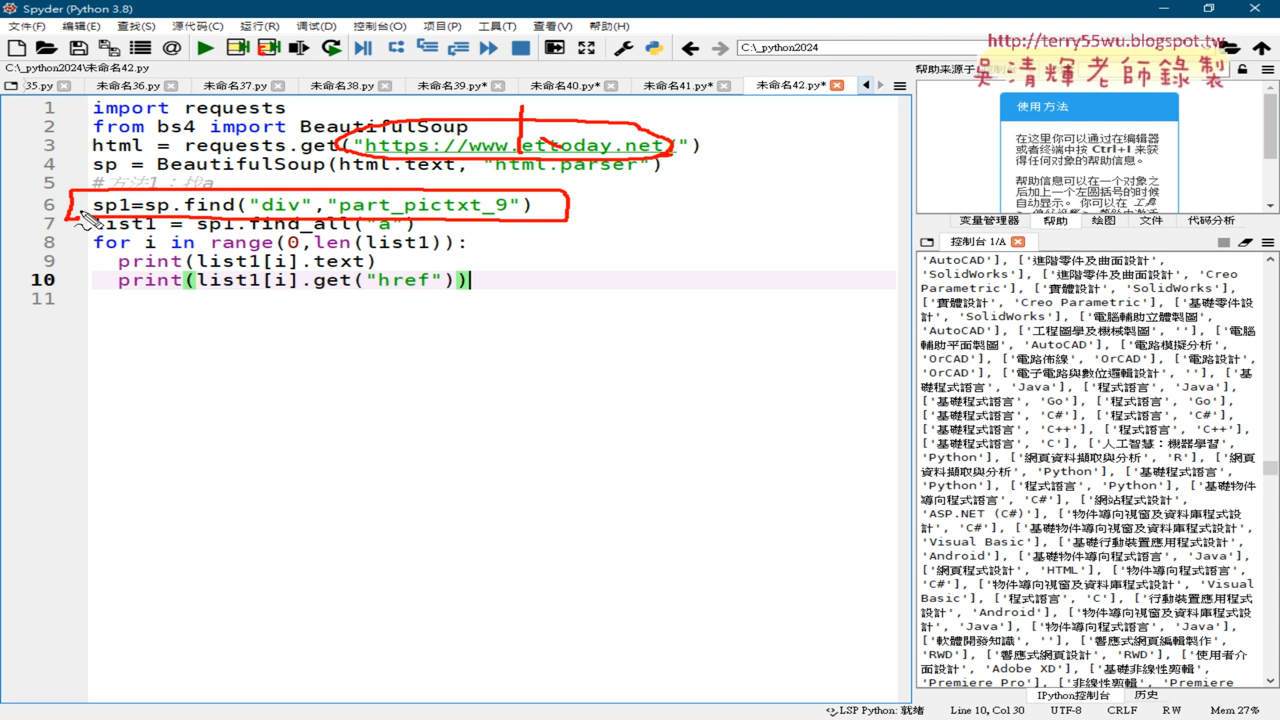 Spyder (Python 3.8)
文件(F) 编辑(E) 查找(S) 源代码(C) 运行(R) 调试(D) 控制台(O) 项目(P) 工具(T) 查看(V) 帮助(H)
C:\_python2024
http://terry55wu.blogspot.tw
吳清輝老師錄製
C:\_python2024\未命名42.py
35.py 未命名36.py 未命名37.py 未命名38.py 未命名39.py* 未命名40.py* 未命名41.py* 未命名42.py*
帮助来源于
1 import requests
2 from bs4 import BeautifulSoup
3 html = requests.get("https://www.ettoday.net/")
4 sp = BeautifulSoup(html.text, "html.parser")
5 #方法1：找a
6 sp1=sp.find("div","part_pictxt_9")
7 list1 = sp1.find_all("a")
8 for i in range(0,len(list1)):
9 print(list1[i].text)
10 print(list1[i].get("href"))
11
使用方法
在这里你可以通过在编辑器
或者终端中按 Ctrl+I 来获
得任何对象的帮助信息。
帮助信息可以在一个对象之
后加上一个左圆括号的时候
自动显示。你可以在 工具
变量管理器 帮助 绘图 文件 代码分析
控制台 1/A
'AutoCAD'], ['進階零件及曲面設計',
'SolidWorks'], ['進階零件及曲面設計', 'Creo
Parametric'], ['實體設計', 'SolidWorks'],
['實體設計', 'Creo Parametric'], ['基礎零件設
計', 'SolidWorks'], ['電腦輔助立體製圖',
'AutoCAD'], ['工程圖學及機械製圖', ''], ['電腦
輔助平面製圖', 'AutoCAD'], ['電路模擬分析',
'OrCAD'], ['電路佈線', 'OrCAD'], ['電路設計',
'OrCAD'], ['電子電路與數位邏輯設計', ''], ['基
礎程式語言', 'Java'], ['程式語言', 'Java'],
['基礎程式語言', 'Go'], ['程式語言', 'Go'],
['基礎程式語言', 'C#'], ['程式語言', 'C#'],
['基礎程式語言', 'C++'], ['程式語言', 'C++'],
['基礎程式語言', 'C'], ['人工智慧：機器學習',
'Python'], ['網頁資料擷取與分析', 'R'], ['網頁
資料擷取與分析', 'Python'], ['基礎程式語言',
'Python'], ['程式語言', 'Python'], ['基礎物件
導向程式語言', 'C#'], ['網站程式設計',
'ASP.NET (C#)'], ['物件導向視窗及資料庫程式設
計', 'C#'], ['基礎物件導向視窗及資料庫程式設計',
'Visual Basic'], ['基礎行動裝置應用程式設計',
'Android'], ['基礎物件導向程式語言', 'Java'],
['網頁程式設計', 'HTML'], ['物件導向程式語言',
'C#'], ['物件導向視窗及資料庫程式設計', 'Visual
Basic'], ['程式語言', 'C'], ['行動裝置應用程式
設計', 'Android'], ['物件導向視窗及資料庫程式設
計', 'Java'], ['物件導向程式語言', 'Java'],
['軟體開發知識', ''], ['響應式網頁編輯製作',
'RWD'], ['響應式網頁設計', 'RWD'], ['使用者介
面設計', 'Adobe XD'], ['基礎非線性剪輯',
'Premiere Pro'], ['非線性剪輯', 'Premiere
IPython控制台 历史
LSP Python: 就绪 Line 10, Col 30 UTF-8 CRLF RW Mem 27%